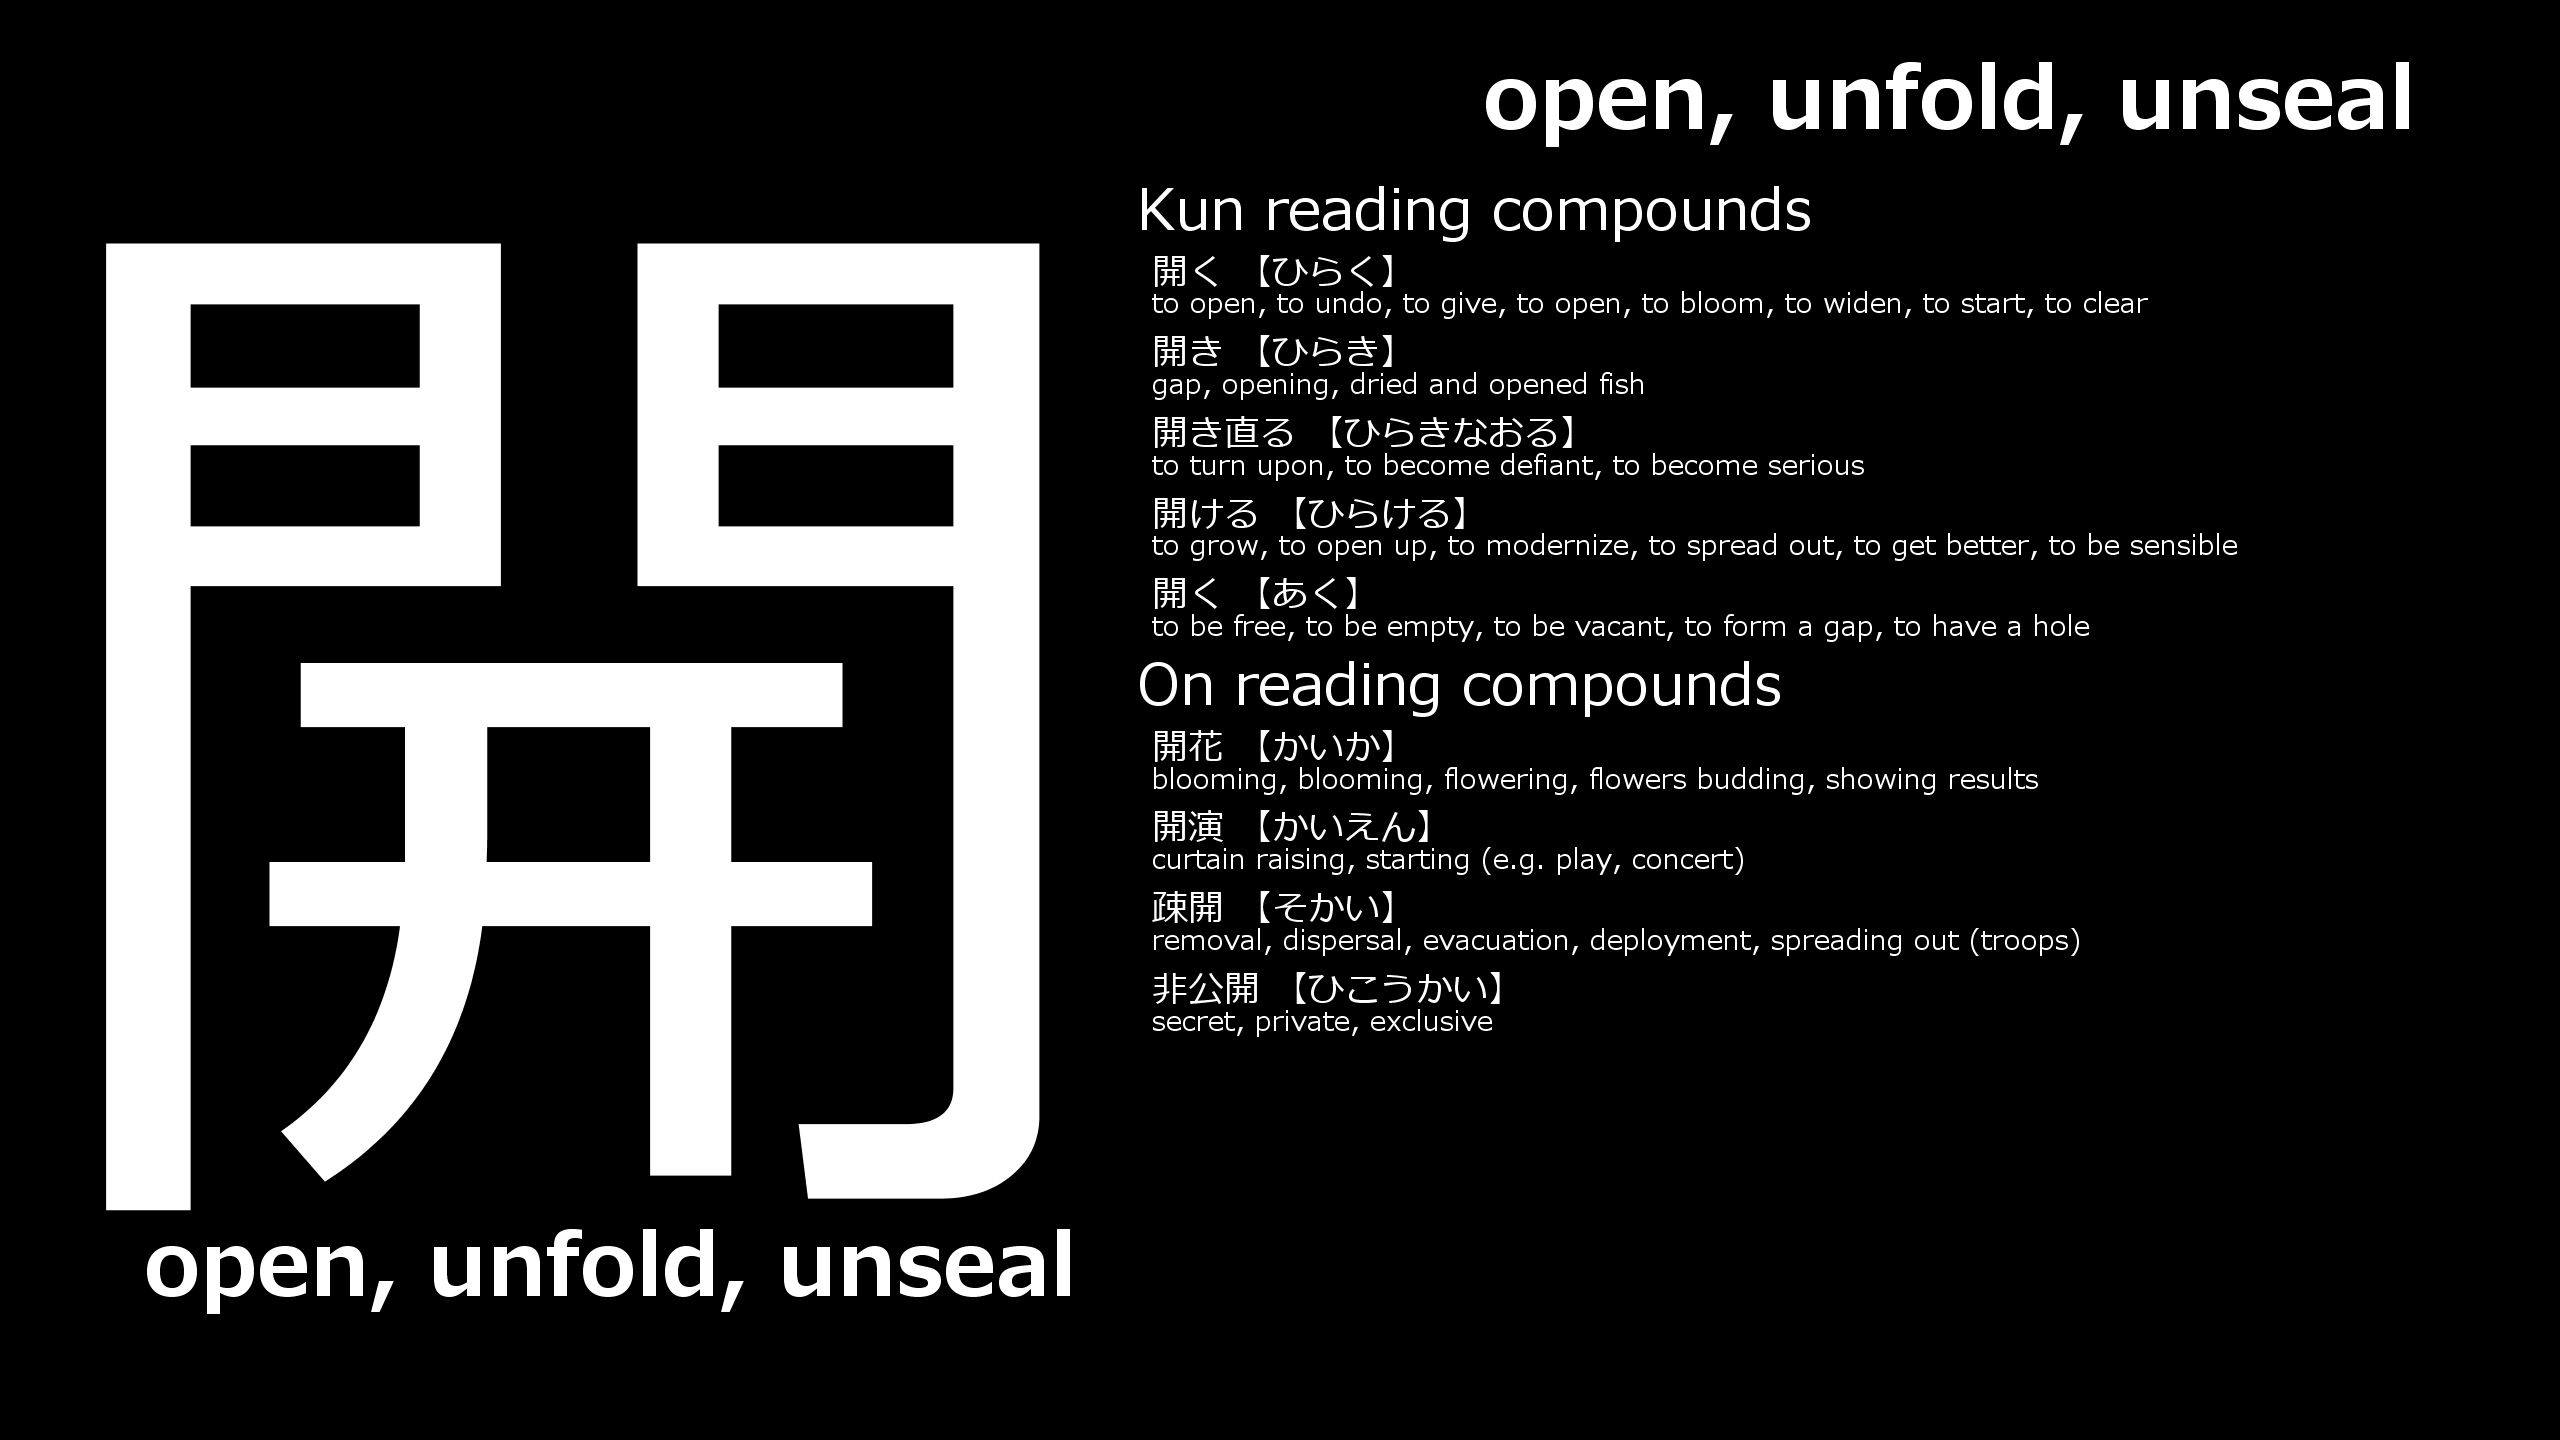 開
open, unfold, unseal
open, unfold, unseal
Kun reading compounds
開く 【ひらく】
to open, to undo, to give, to open, to bloom, to widen, to start, to clear
開き 【ひらき】
gap, opening, dried and opened fish
開き直る 【ひらきなおる】
to turn upon, to become defiant, to become serious
開ける 【ひらける】
to grow, to open up, to modernize, to spread out, to get better, to be sensible
開く 【あく】
to be free, to be empty, to be vacant, to form a gap, to have a hole
On reading compounds
開花 【かいか】
blooming, blooming, flowering, flowers budding, showing results
開演 【かいえん】
curtain raising, starting (e.g. play, concert)
疎開 【そかい】
removal, dispersal, evacuation, deployment, spreading out (troops)
非公開 【ひこうかい】
secret, private, exclusive